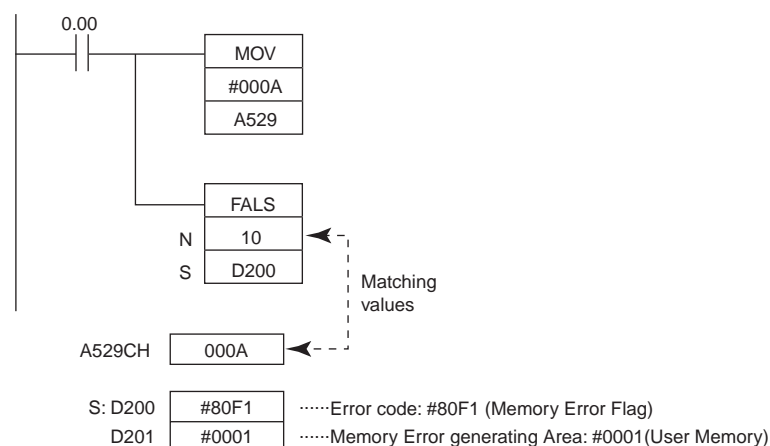 0.00
MOV
#000A
A529
FALS
N 10
S D200
Matching
values
A529CH 000A
S: D200 #80F1 ······Error code: #80F1 (Memory Error Flag)
D201 #0001 ······Memory Error generating Area: #0001(User Memory)